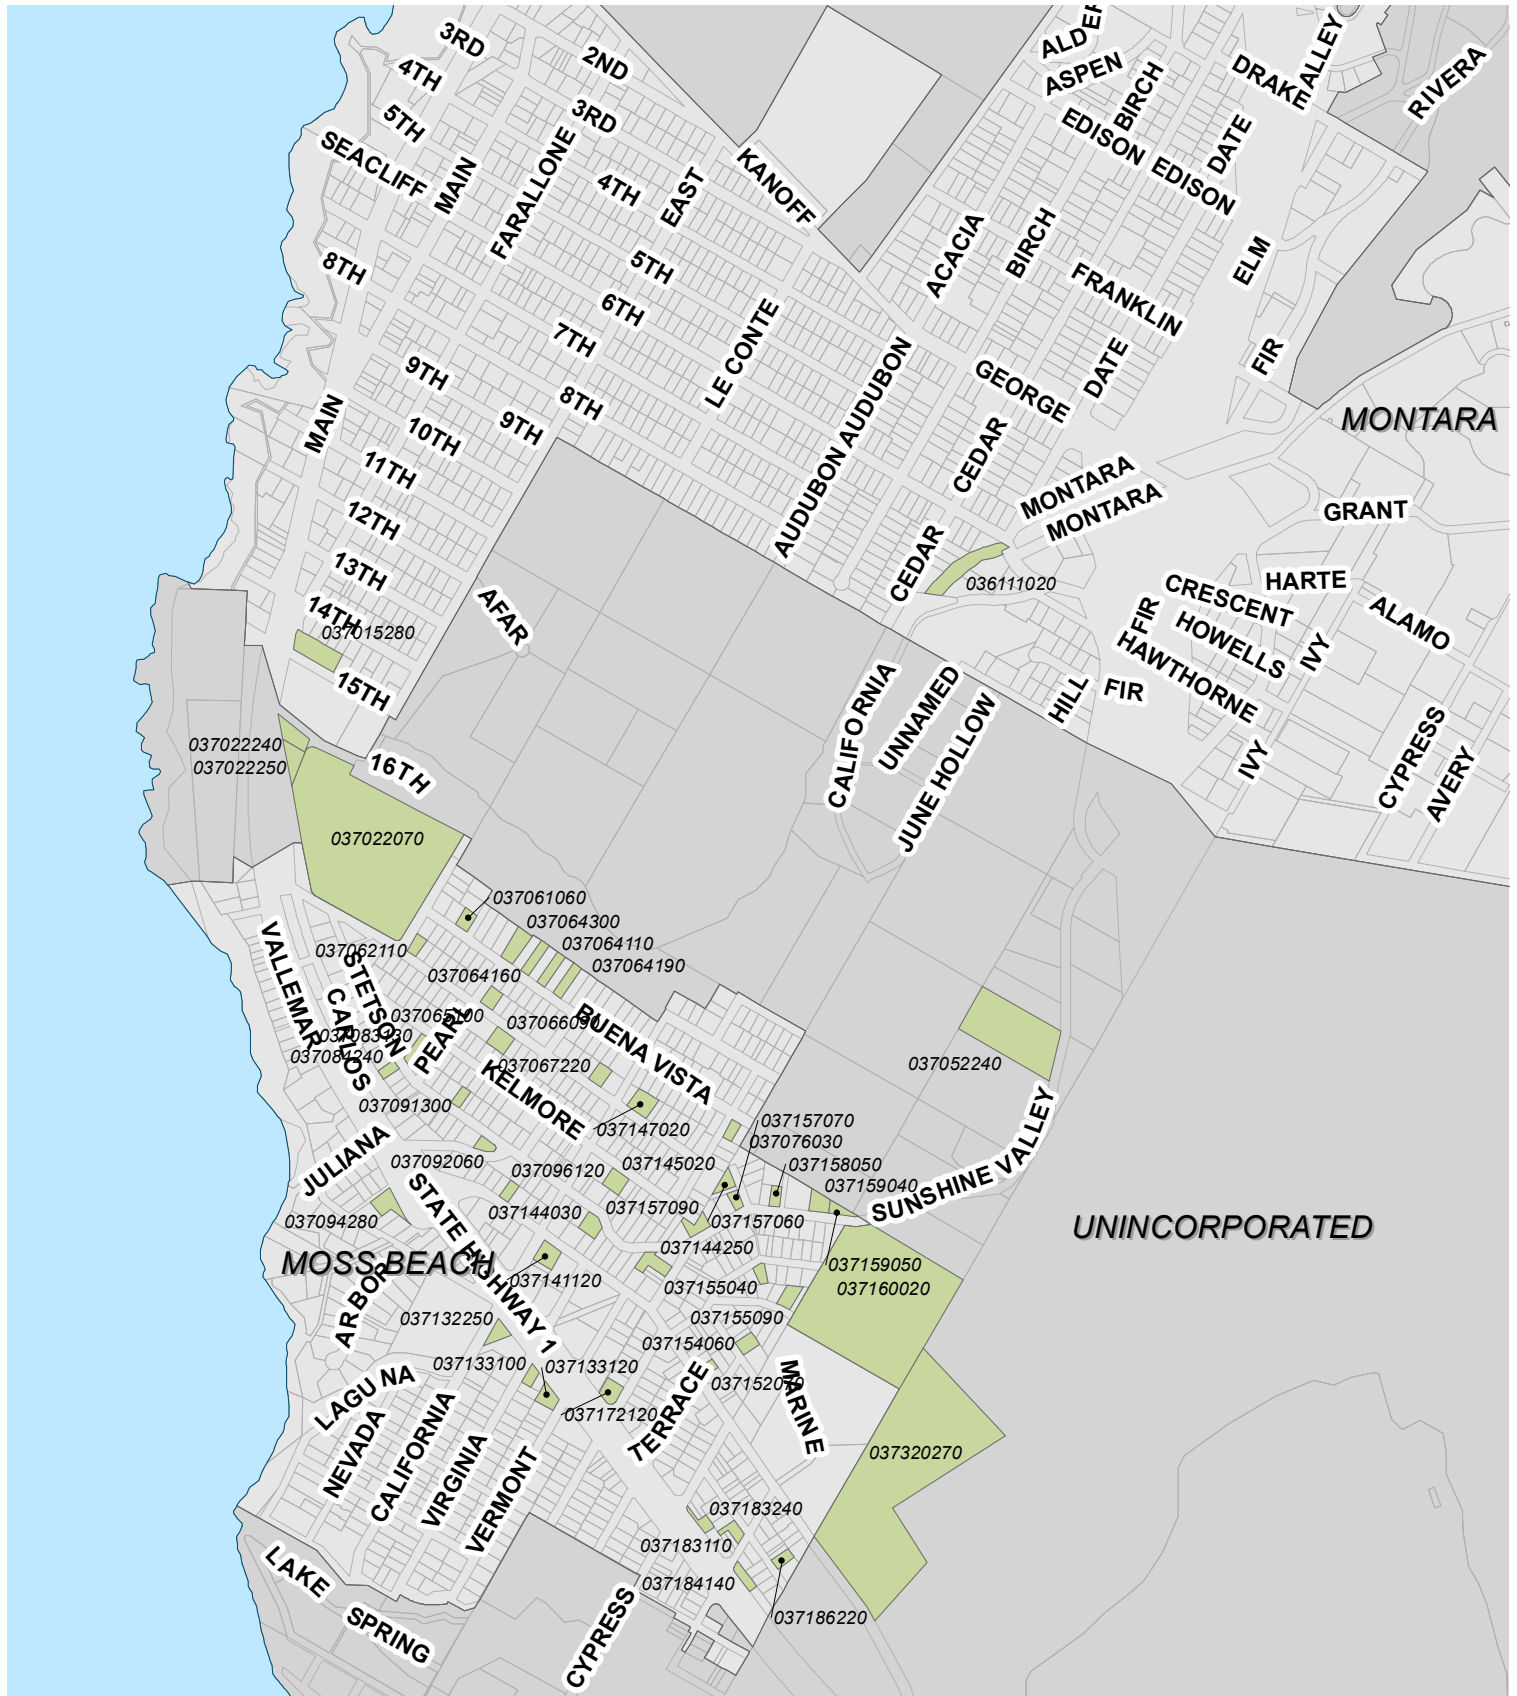 3RD
4TH
5TH
SEACLIFF
MAIN
8TH
2ND
3RD
FARALLONE
4TH
EAST
KANOFF
5TH
6TH
7TH
LE CONTE
8TH
9TH
9TH
10TH
MAIN
11TH
12TH
13TH
14TH
037015280
15TH
AFAR
ASPEN
BIRCH
DRAKE
ALLEY
RIVERA
EDISON
EDISON
DATE
ACACIA
BIRCH
ELM
FRANKLIN
FIR
GEORGE
DATE
AUDUBON
AUDUBON
CEDAR
MONTARA
MONTARA
MONTARA
CEDAR
036111020
GRANT
HARTE
CRESCENT
FIR
HOWELLS
ALAMO
HAWTHORNE
IVY
CALIFORNIA
UNNAMED
JUNE HOLLOW
HILL
FIR
IVY
CYPRESS
AVERY
037022240
037022250
16TH
037022070
037061060
037064300
037062110
037064110
037064190
037064160
VALLEMAR
STETSON
CARLOS
PEARL
037065100
037066090
037083130
037084240
BUENA VISTA
037067220
KELMORE
037052240
037091300
037147020
037157070
037076030
JULIANA
037092060
037096120
037145020
037158050
037159040
SUNSHINE VALLEY
STATE HIGHWAY 1
037094280
037144030
037157090
037157060
UNINCORPORATED
MOSS BEACH
037144250
037141120
037159050
037155040
037160020
ARBOR
037132250
037155090
037154060
037133100
037133120
MARINE
LAGUNA
TERRACE
037172120
NEVADA
CALIFORNIA
VIRGINIA
VERMONT
037320270
037183240
037183110
LAKE
037184140
037186220
SPRING
CYPRESS